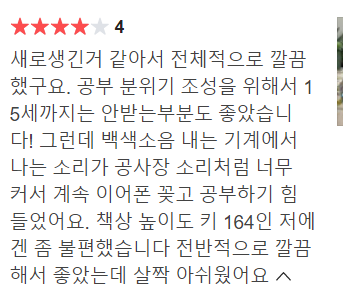 4
새로생긴거 같아서 전체적으로 깔끔
했구요. 공부 분위기 조성을 위해서 1
5세까지는 안받는부분도 좋았습니
다! 그런데 백색소음 내는 기계에서
나는 소리가 공사장 소리처럼 너무
커서 계속 이어폰 꽂고 공부하기 힘
들었어요. 책상 높이도 키 164인 저에
겐 좀 불편했습니다 전반적으로 깔끔
해서 좋았는데 살짝 아쉬웠어요